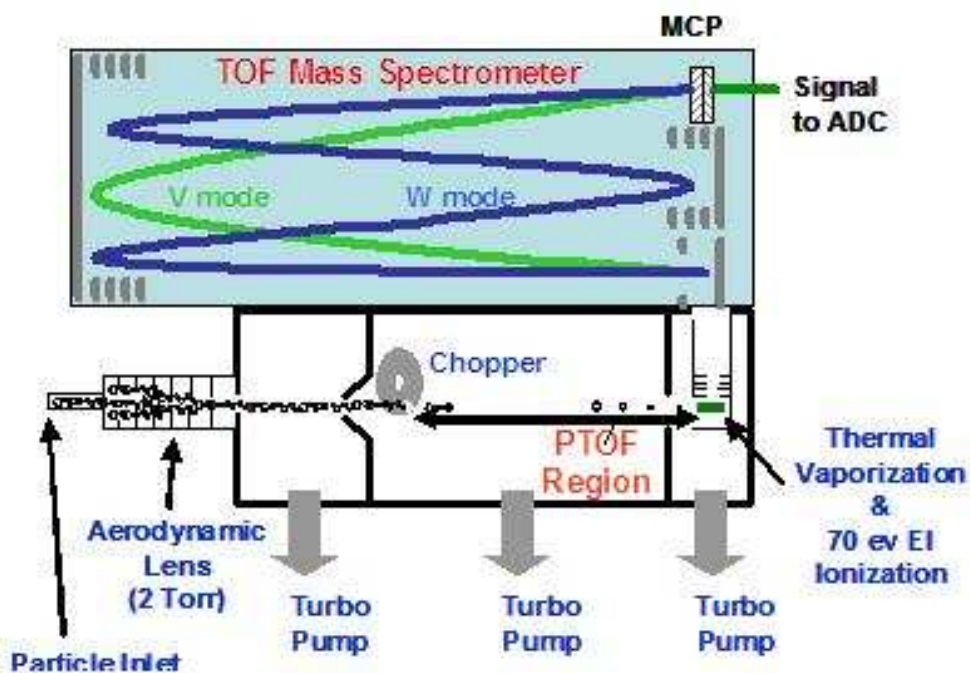 MCP
TOF Mass Spectrometer
Signal
to ADC
V mode
W mode
Chopper
PTOF
Region
Thermal
Vaporization
&
70 ev EI
Ionization
Aerodynamic
Lens
(2 Torr)
Turbo
Pump
Turbo
Pump
Turbo
Pump
Particle Inlet